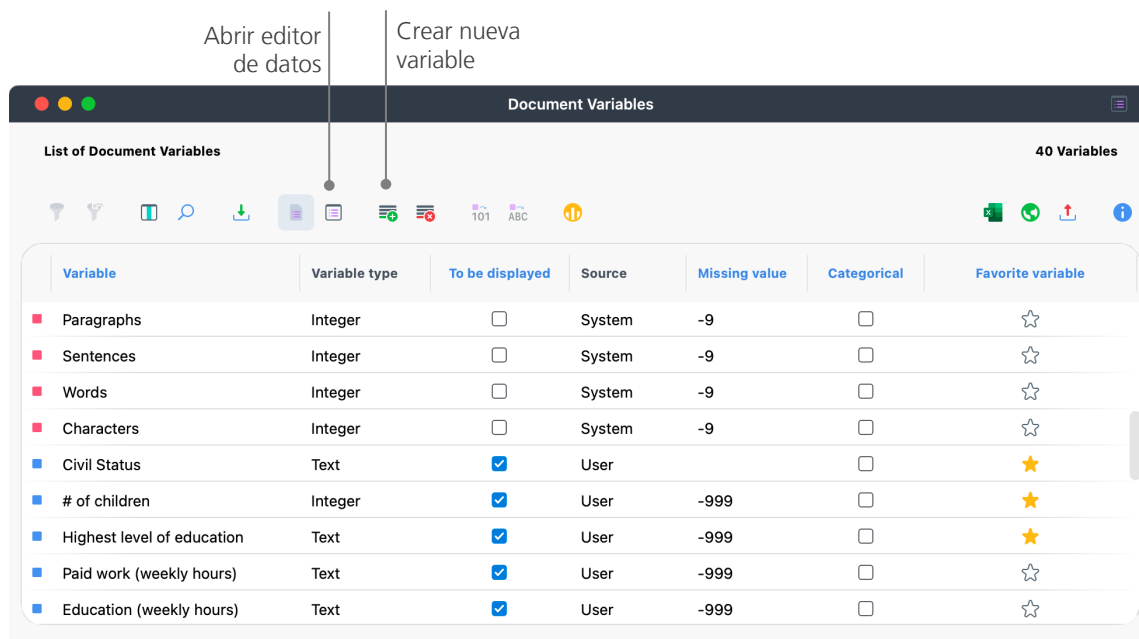 Abrir editor
de datos
Crear nueva
variable
Document Variables
List of Document Variables
40 Variables
101
ABC
Variable
Variable type
To be displayed
Source
Missing value
Categorical
Favorite variable
Paragraphs Integer System -9
Sentences Integer System -9
Words Integer System -9
Characters Integer System -9
Civil Status Text User
# of children Integer User -999
Highest level of education Text User -999
Paid work (weekly hours) Text User -999
Education (weekly hours) Text User -999